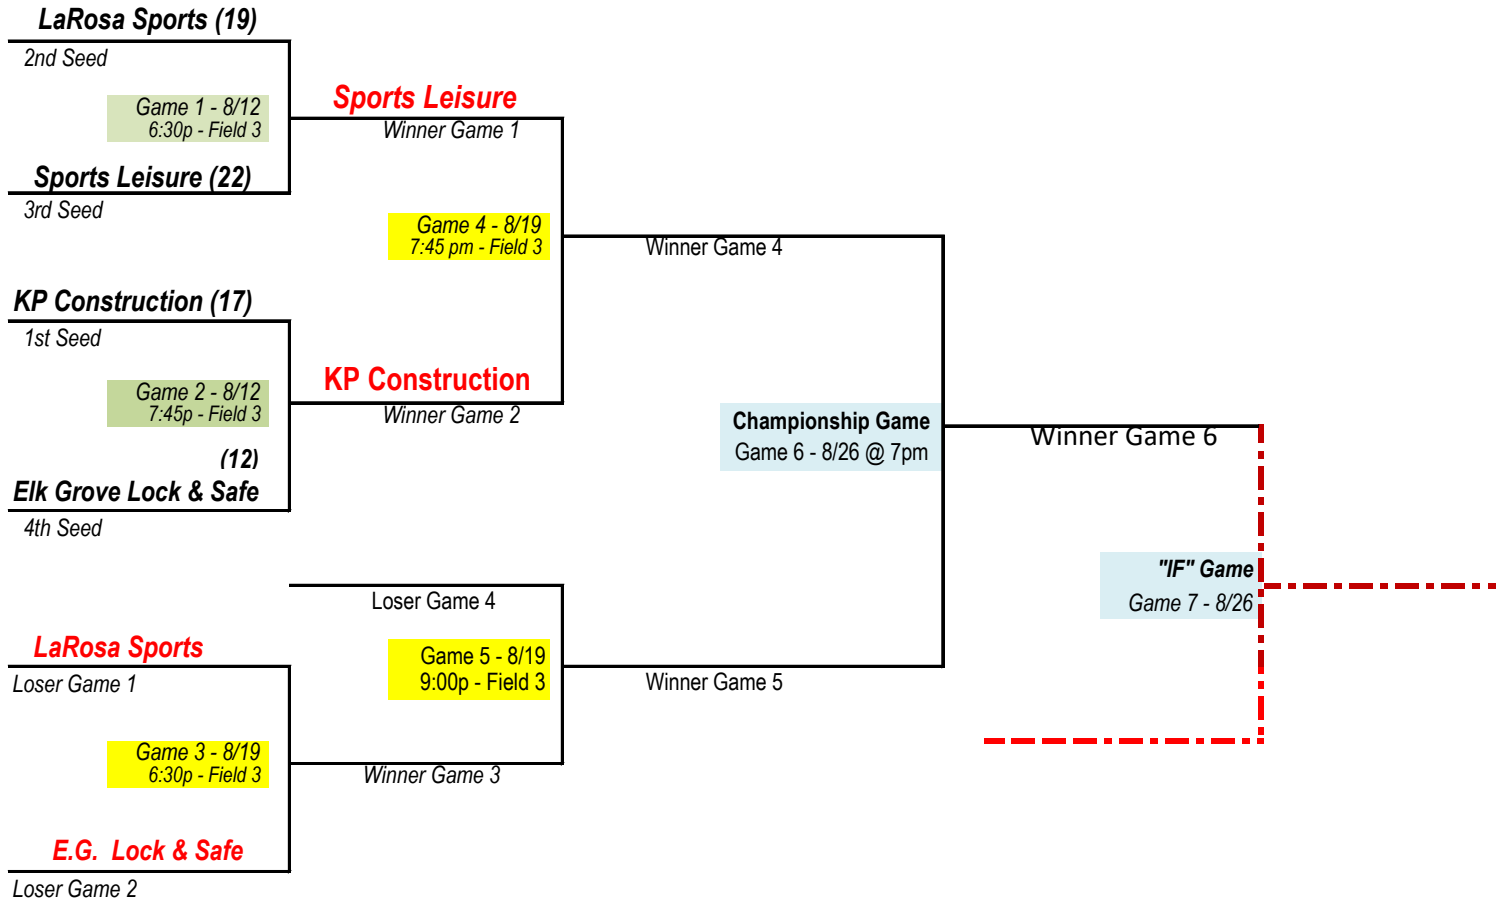 LaRosa Sports (19)
2nd Seed
Game 1 - 8/12
6:30p - Field 3
Sports Leisure
Winner Game 1
Sports Leisure (22)
3rd Seed
Game 4 - 8/19
7:45 pm - Field 3
Winner Game 4
KP Construction (17)
1st Seed
Game 2 - 8/12
7:45p - Field 3
KP Construction
Winner Game 2
(12)
Elk Grove Lock & Safe
4th Seed
Championship Game
Game 6 - 8/26 @ 7pm
Winner Game 6
"IF" Game
Game 7 - 8/26
Loser Game 4
LaRosa Sports
Loser Game 1
Game 5 - 8/19
9:00p - Field 3
Winner Game 5
Game 3 - 8/19
6:30p - Field 3
Winner Game 3
E.G. Lock & Safe
Loser Game 2